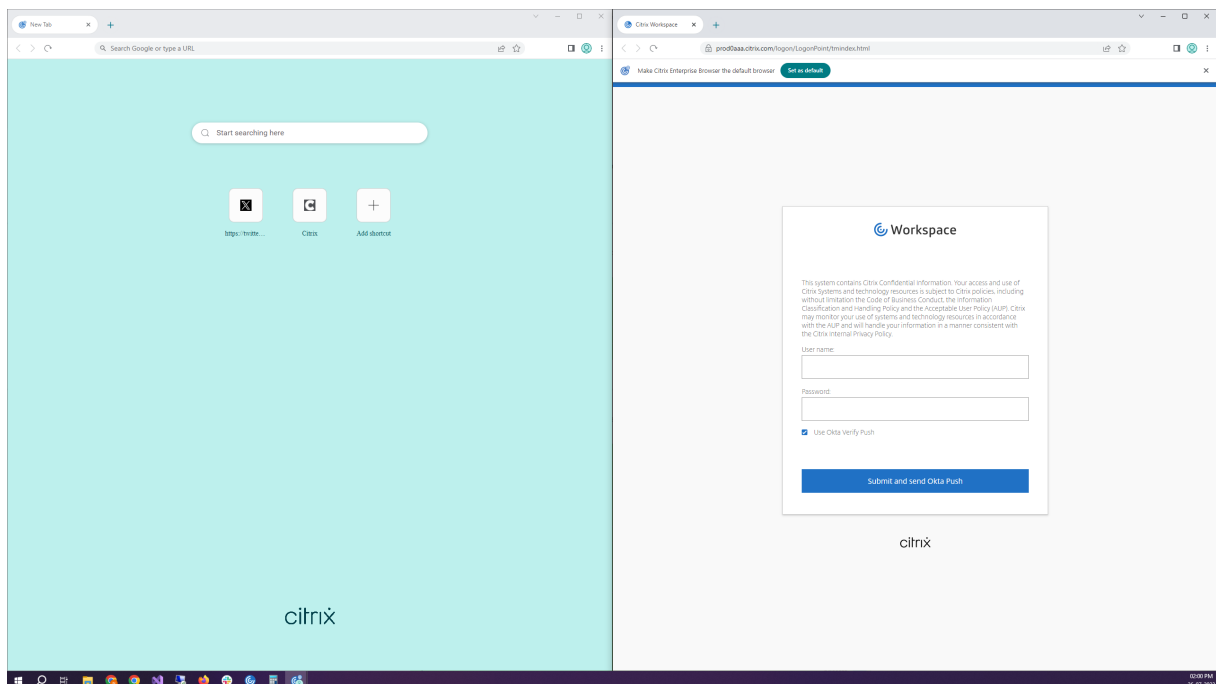 New Tab
Search Google or type a URL
Start searching here
https://twitte...
Citrix
Add shortcut
citrix
Citrix Workspace
prod0aaa.citrix.com/logon/LogonPoint/tmindex.html
Make Citrix Enterprise Browser the default browser
Set as default
Workspace
This system contains Citrix Confidential Information. Your access and use of
Citrix Systems and technology resources is subject to Citrix policies, including
without limitation the Code of Business Conduct, the Information
Classification and Handling Policy and the Acceptable User Policy (AUP). Citrix
may monitor your use of systems and technology resources in accordance
with the AUP and will handle your information in a manner consistent with
the Citrix Internal Privacy Policy.
User name:
Password:
Use Okta Verify Push
Submit and send Okta Push
citrix
02:00 PM